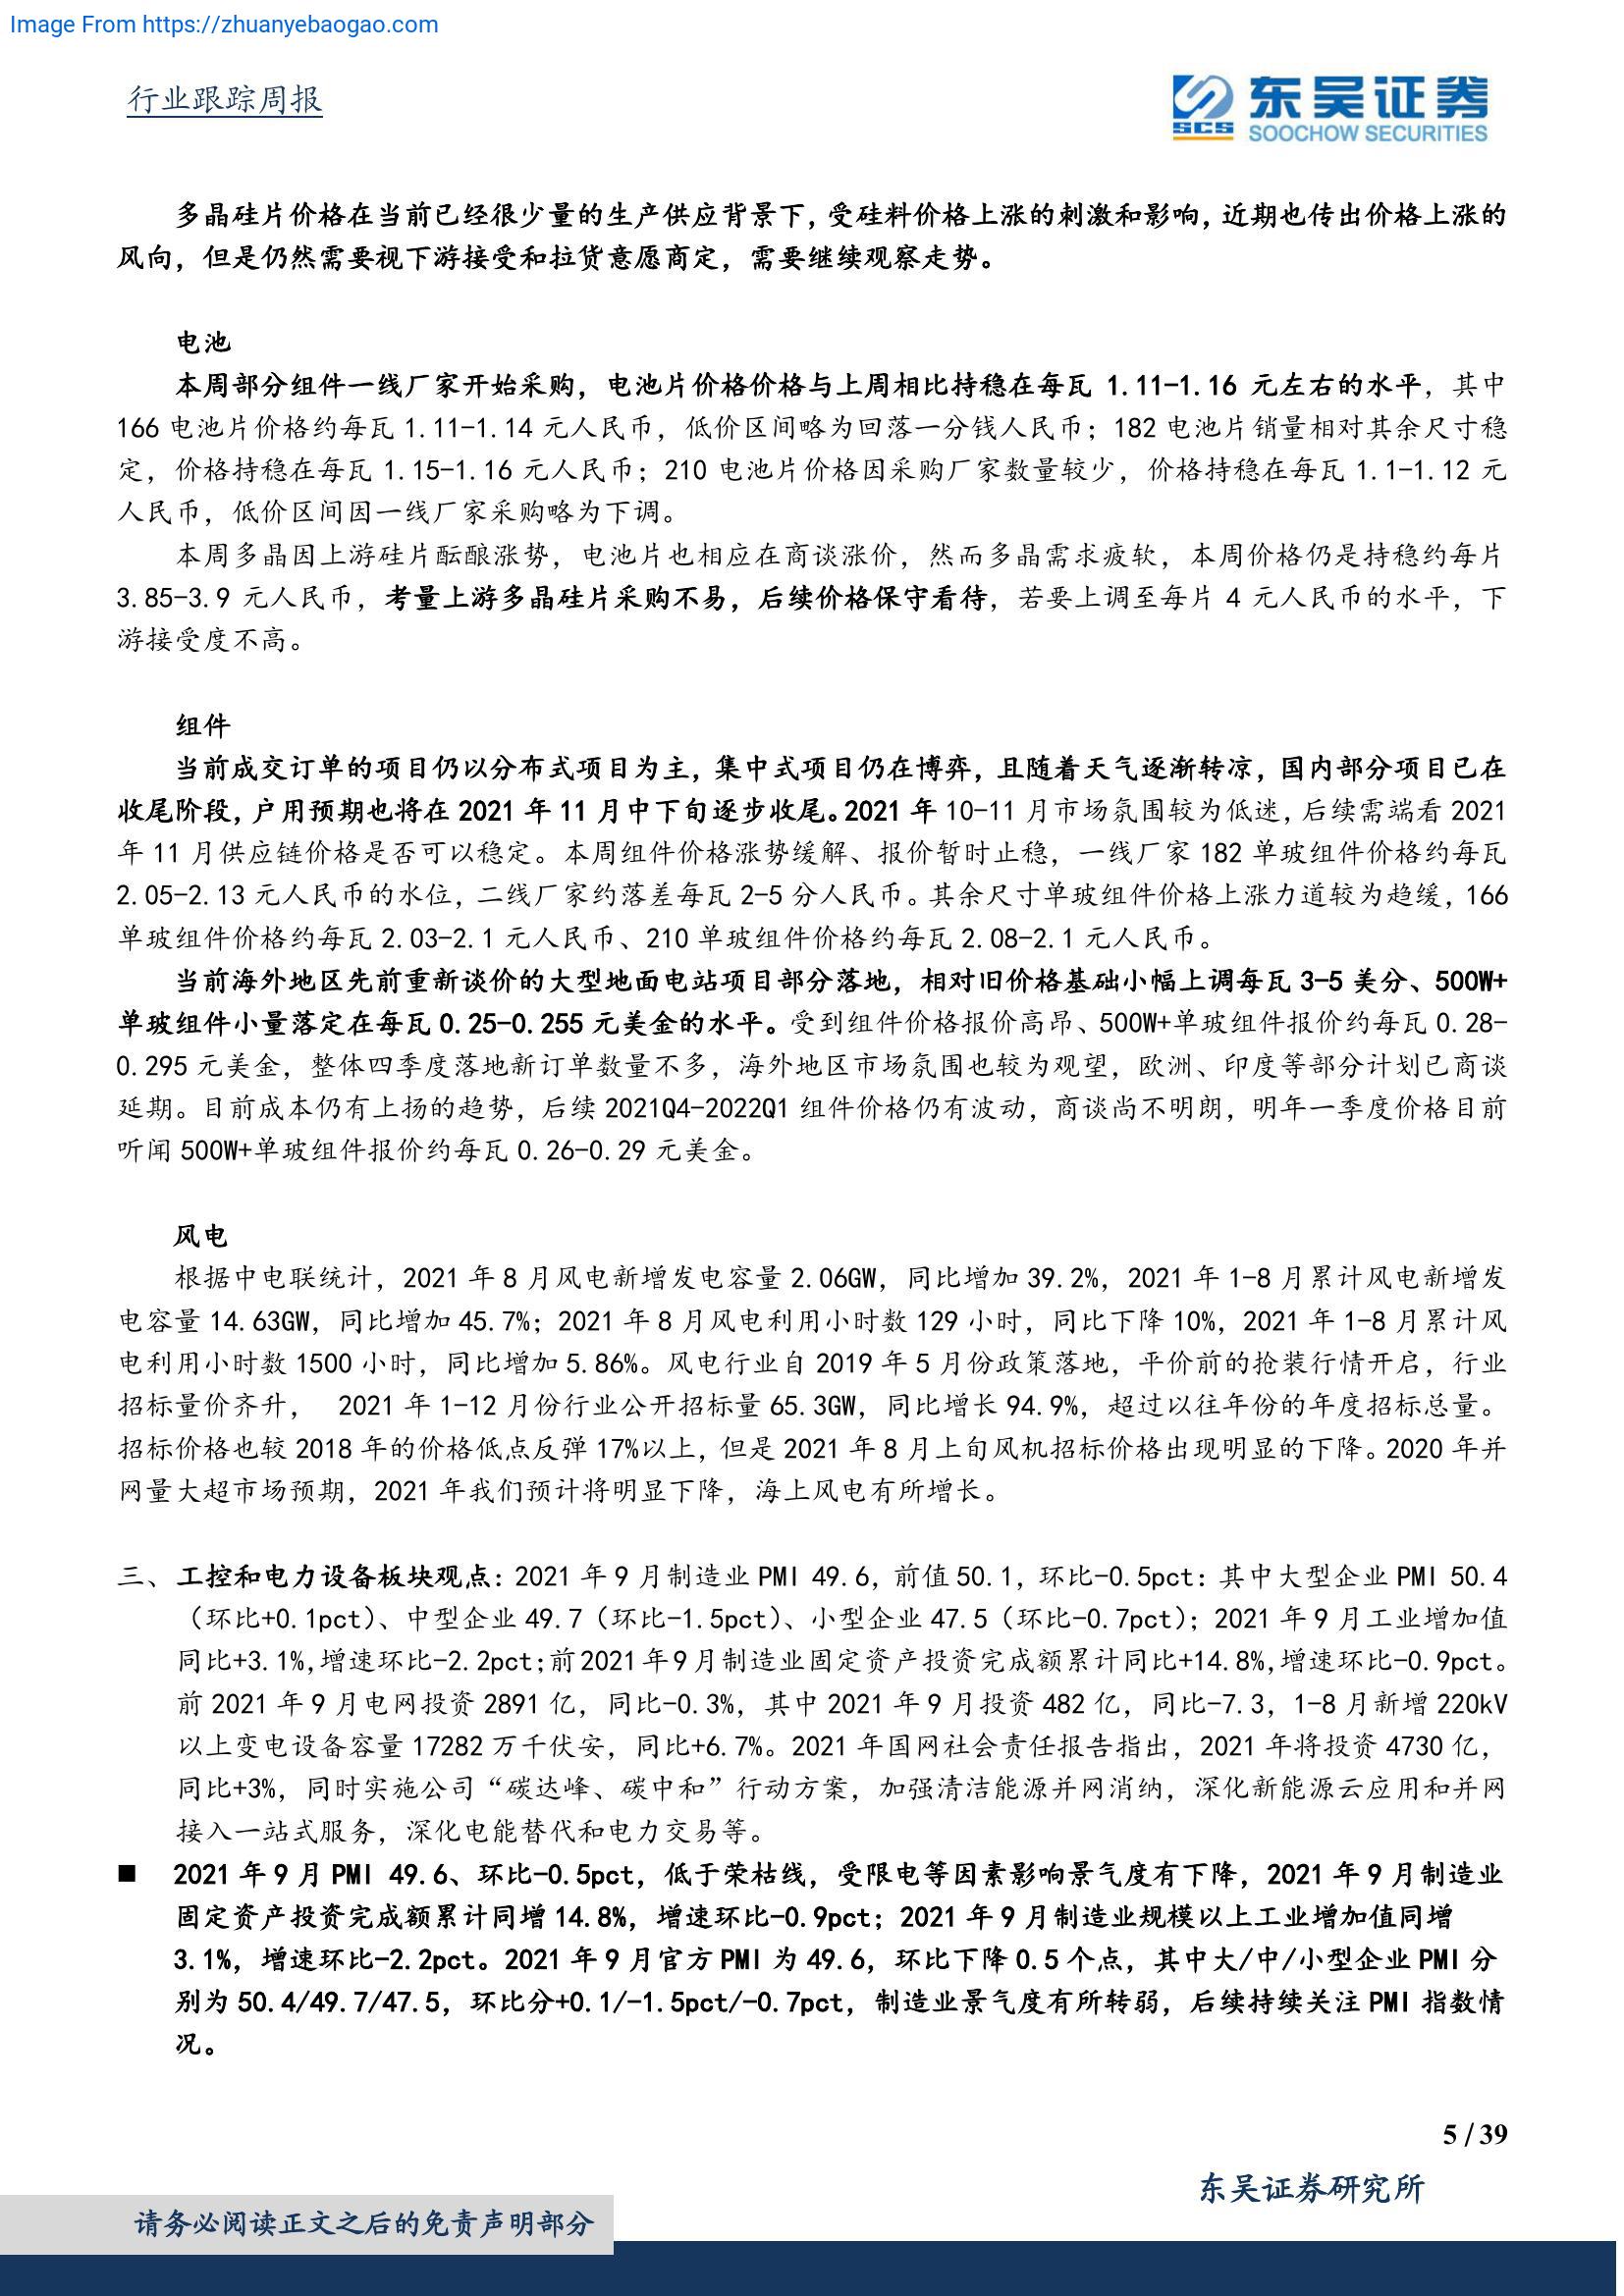 Image From https://zhuanyebaogao.com
行业跟踪周报
东吴证券
SCS
SOOCHOW SECURITIES
多晶硅片价格在当前已经很少量的生产供应背景下，受硅料价格上涨的刺激和影响，近期也传出价格上涨的
风向，但是仍然需要视下游接受和拉货意愿商定，需要继续观察走势。
电池
本周部分组件一线厂家开始采购，电池片价格价格与上周相比持稳在每瓦 1.11-1.16 元左右的水平，其中
166 电池片价格约每瓦 1.11-1.14 元人民币，低价区间略为回落一分钱人民币；182 电池片销量相对其余尺寸稳
定，价格持稳在每瓦 1.15-1.16 元人民币；210 电池片价格因采购厂家数量较少，价格持稳在每瓦 1.1-1.12 元
人民币，低价区间因一线厂家采购略为下调。
本周多晶因上游硅片酝酿涨势，电池片也相应在商谈涨价，然而多晶需求疲软，本周价格仍是持稳约每片
3.85-3.9 元人民币，考量上游多晶硅片采购不易，后续价格保守看待，若要上调至每片 4 元人民币的水平，下
游接受度不高。
组件
当前成交订单的项目仍以分布式项目为主，集中式项目仍在博弈，且随着天气逐渐转凉，国内部分项目已在
收尾阶段，户用预期也将在 2021 年 11 月中下旬逐步收尾。2021 年 10-11 月市场氛围较为低迷，后续需端看 2021
年 11 月供应链价格是否可以稳定。本周组件价格涨势缓解、报价暂时止稳，一线厂家 182 单玻组件价格约每瓦
2.05-2.13 元人民币的水位，二线厂家约落差每瓦 2-5 分人民币。其余尺寸单玻组件价格上涨力道较为趋缓，166
单玻组件价格约每瓦 2.03-2.1 元人民币、210 单玻组件价格约每瓦 2.08-2.1 元人民币。
当前海外地区先前重新谈价的大型地面电站项目部分落地，相对旧价格基础小幅上调每瓦 3-5 美分、500W+
单玻组件小量落定在每瓦 0.25-0.255 元美金的水平。受到组件价格报价高昂、500W+单玻组件报价约每瓦 0.28-
0.295 元美金，整体四季度落地新订单数量不多，海外地区市场氛围也较为观望，欧洲、印度等部分计划已商谈
延期。目前成本仍有上扬的趋势，后续 2021Q4-2022Q1 组件价格仍有波动，商谈尚不明朗，明年一季度价格目前
听闻 500W+单玻组件报价约每瓦 0.26-0.29 元美金。
风电
根据中电联统计，2021 年 8 月风电新增发电容量 2.06GW，同比增加 39.2%，2021 年 1-8 月累计风电新增发
电容量 14.63GW，同比增加 45.7%；2021 年 8 月风电利用小时数 129 小时，同比下降 10%，2021 年 1-8 月累计风
电利用小时数 1500 小时，同比增加 5.86%。风电行业自 2019 年 5 月份政策落地，平价前的抢装行情开启，行业
招标量价齐升， 2021 年 1-12 月份行业公开招标量 65.3GW，同比增长 94.9%，超过以往年份的年度招标总量。
招标价格也较 2018 年的价格低点反弹 17%以上，但是 2021 年 8 月上旬风机招标价格出现明显的下降。2020 年并
网量大超市场预期，2021 年我们预计将明显下降，海上风电有所增长。
三、工控和电力设备板块观点：2021 年 9 月制造业 PMI 49.6，前值 50.1，环比-0.5pct：其中大型企业 PMI 50.4
（环比+0.1pct）、中型企业 49.7（环比-1.5pct）、小型企业 47.5（环比-0.7pct）；2021 年 9 月工业增加值
同比+3.1%,增速环比-2.2pct;前2021年9月制造业固定资产投资完成额累计同比+14.8%,增速环比-0.9pct。
前 2021 年 9 月电网投资 2891 亿，同比-0.3%，其中 2021 年 9 月投资 482 亿，同比-7.3，1-8 月新增 220kV
以上变电设备容量 17282 万千伏安，同比+6.7%。2021 年国网社会责任报告指出，2021 年将投资 4730 亿，
同比+3%，同时实施公司“碳达峰、碳中和”行动方案，加强清洁能源并网消纳，深化新能源云应用和并网
接入一站式服务，深化电能替代和电力交易等。
■ 2021 年 9 月 PMI 49.6、环比-0.5pct，低于荣枯线，受限电等因素影响景气度有下降，2021 年 9 月制造业
固定资产投资完成额累计同增 14.8%，增速环比-0.9pct；2021 年 9 月制造业规模以上工业增加值同增
3.1%，增速环比-2.2pct。2021 年 9 月官方 PMI 为 49.6，环比下降 0.5 个点，其中大/中/小型企业 PMI 分
别为 50.4/49.7/47.5，环比分+0.1/-1.5pct/-0.7pct，制造业景气度有所转弱，后续持续关注 PMI 指数情
况。
5 / 39
东吴证券研究所
请务必阅读正文之后的免责声明部分